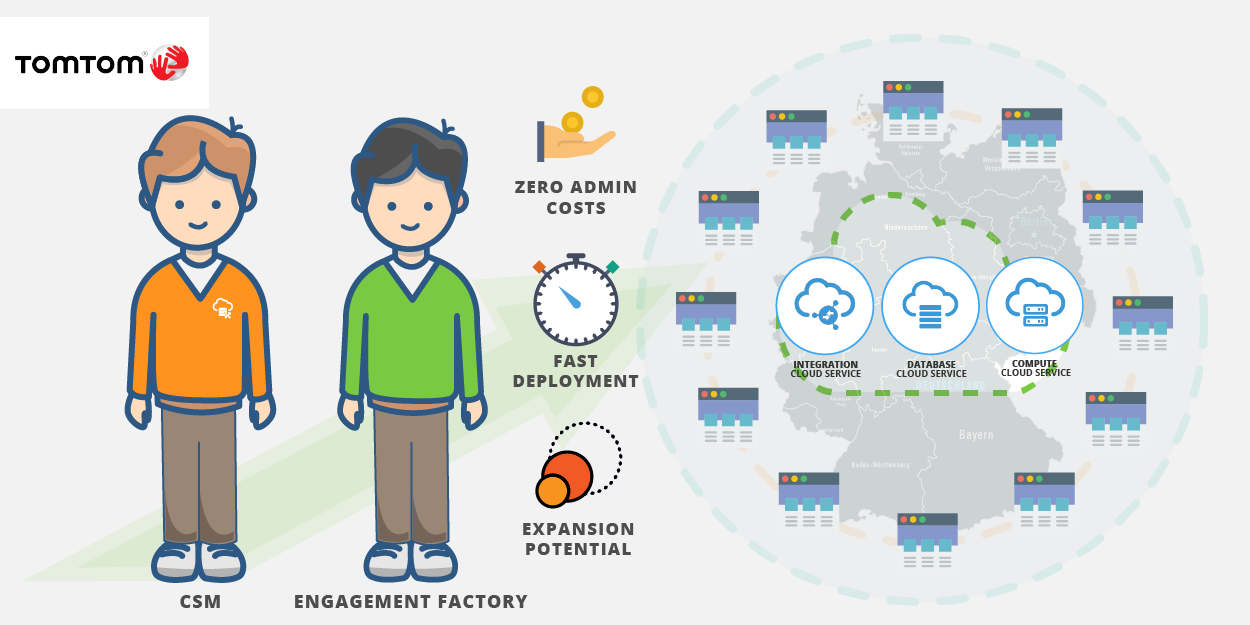 TOMTOM®
ZERO ADMIN
COSTS
FAST
DEPLOYMENT
EXPANSION
POTENTIAL
CSM
ENGAGEMENT FACTORY
Niedersachsen
INTEGRATION
CLOUD SERVICE
DATABASE
CLOUD SERVICE
COMPUTE
CLOUD SERVICE
DEUTSCHLAND
Bayern
Baden-Württemberg